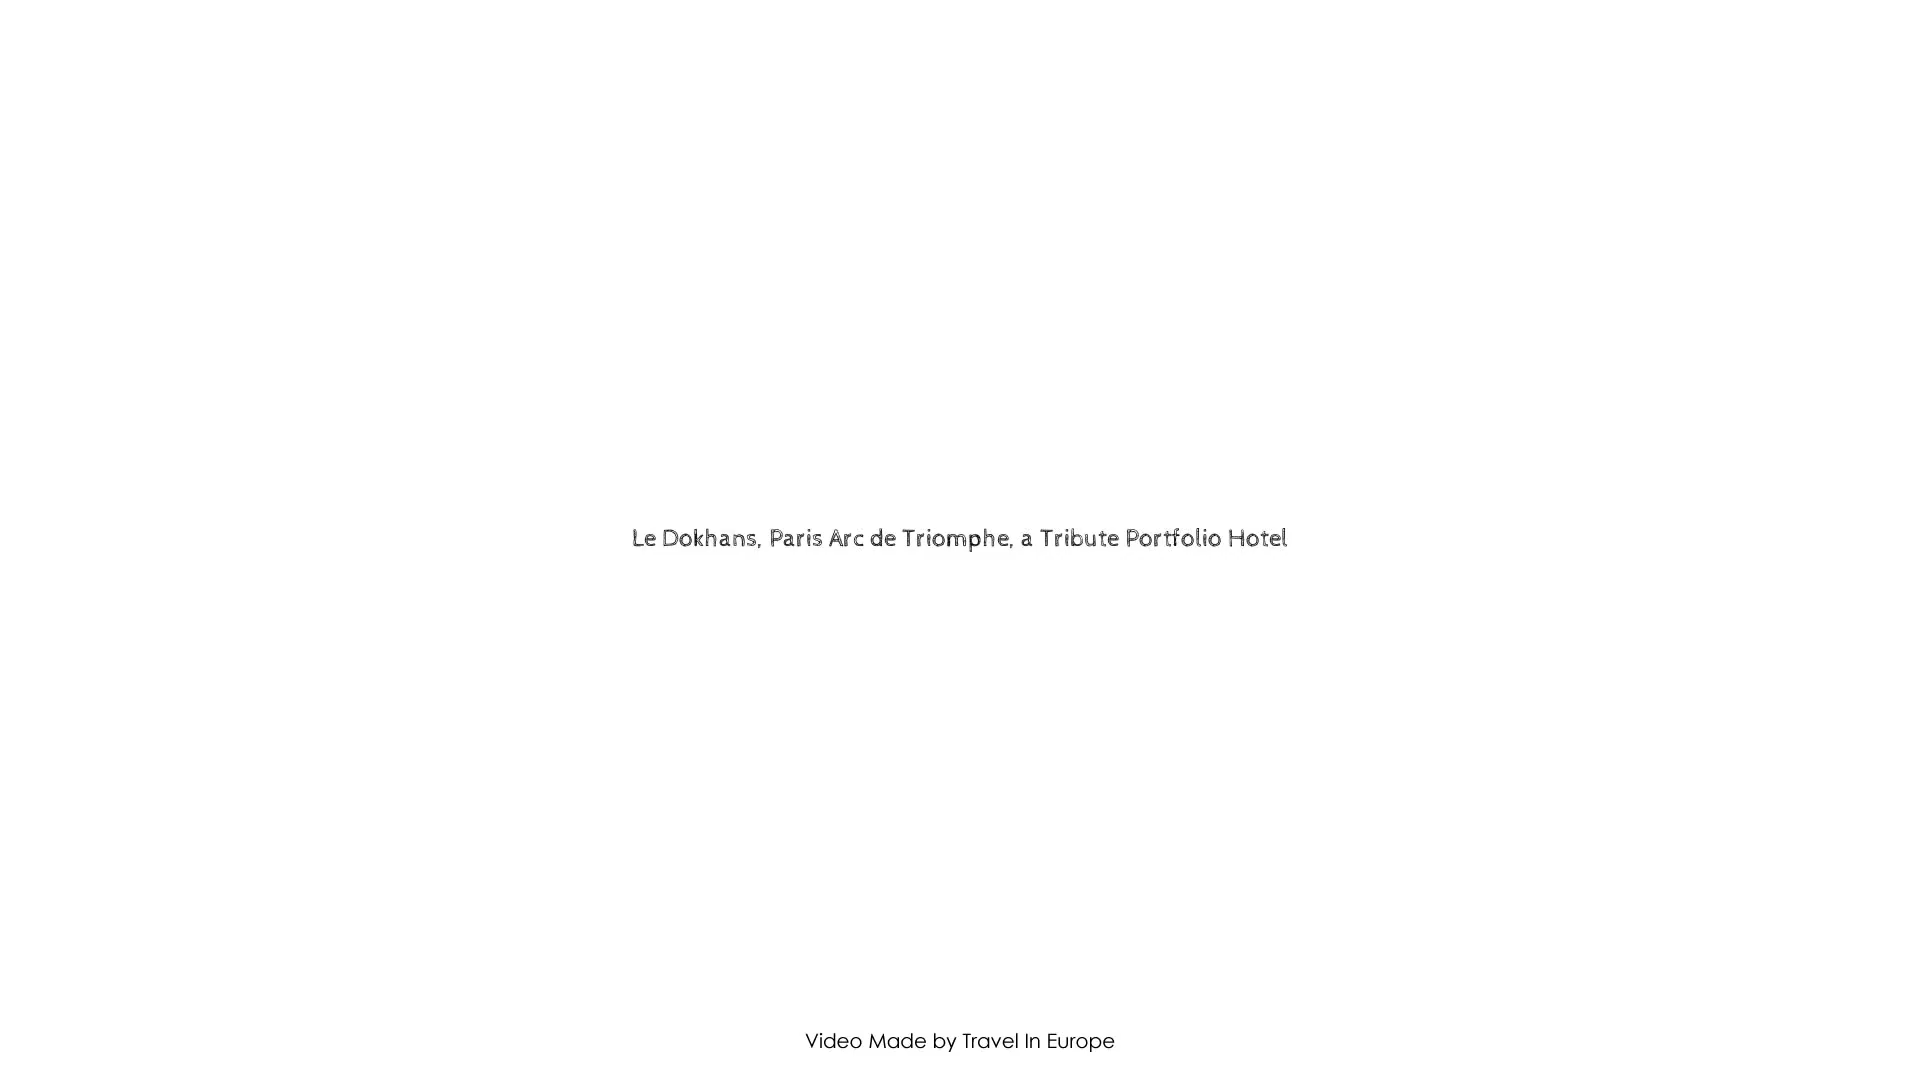 Le Dokhans, Paris Arc de Triomphe, a Tribute Portfolio Hotel
Video Made by Travel In Europe